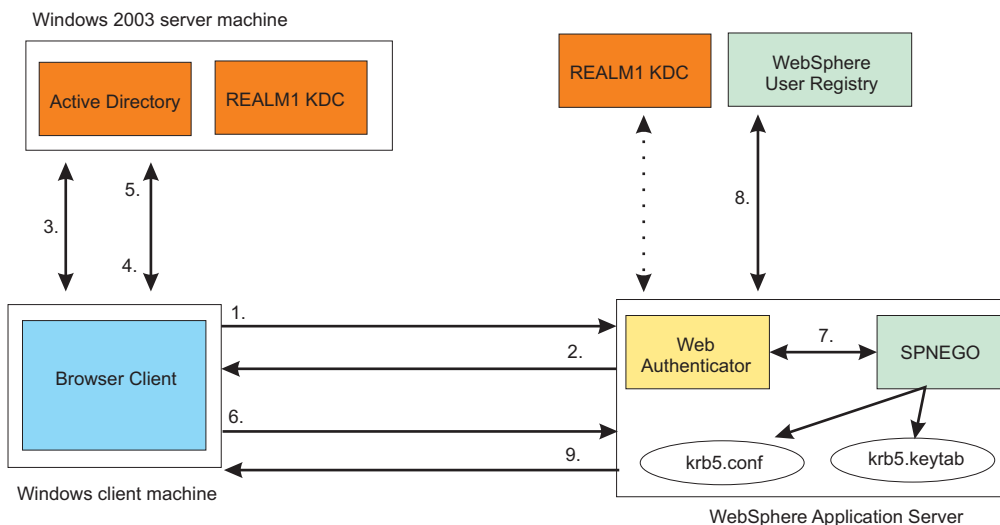 Windows 2003 server machine
Active Directory
REALM1 KDC
REALM1 KDC
WebSphere
User Registry
3.
5.
4.
8.
1.
2.
6.
9.
Browser Client
Web
Authenticator
7.
SPNEGO
krb5.conf
krb5.keytab
Windows client machine
WebSphere Application Server